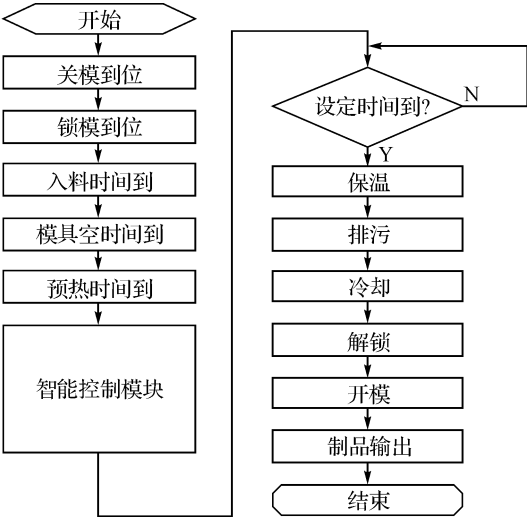 开始
关模到位
锁模到位
入料时间到
模具空时间到
预热时间到
智能控制模块
设定时间到?
N
Y
保温
排污
冷却
解锁
开模
制品输出
结束